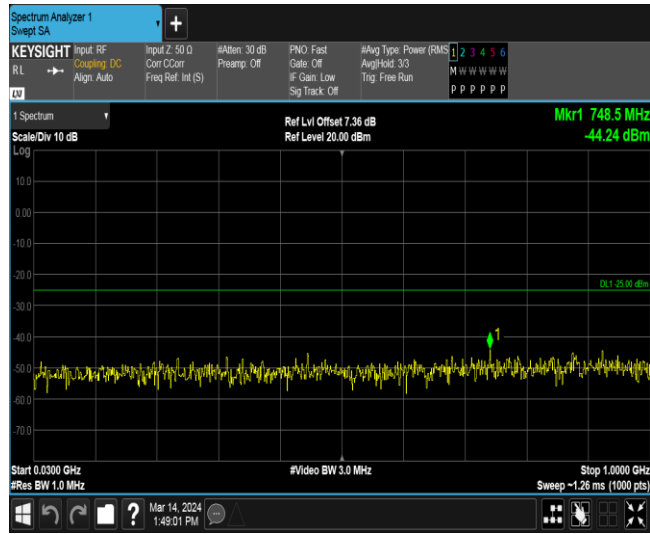 Spectrum Analyzer 1
Swept SA
+
KEYSIGHT Input: RF Input Z: 50 Ω #Atten: 30 dB PNO: Fast #Avg Type: Power (RMS 1 2 3 4 5 6
RL Coupling: DC Corr CCorr Preamp: Off Gate: Off Avg|Hold: 3/3 M W W W W W
Align: Auto Freq Ref: Int (S) IF Gain: Low Trig: Free Run
LXI Sig Track: Off P P P P P P
1 Spectrum Ref Lvl Offset 7.36 dB Mkr1 748.5 MHz
Scale/Div 10 dB Ref Level 20.00 dBm -44.24 dBm
Log
10.0
0.00
-10.0
-20.0
DL1 -25.00 dBm
-30.0
-40.0
1
-50.0
-60.0
-70.0
Start 0.0300 GHz #Video BW 3.0 MHz Stop 1.0000 GHz
#Res BW 1.0 MHz Sweep ~1.26 ms (1000 pts)
? Mar 14, 2024
1:49:01 PM